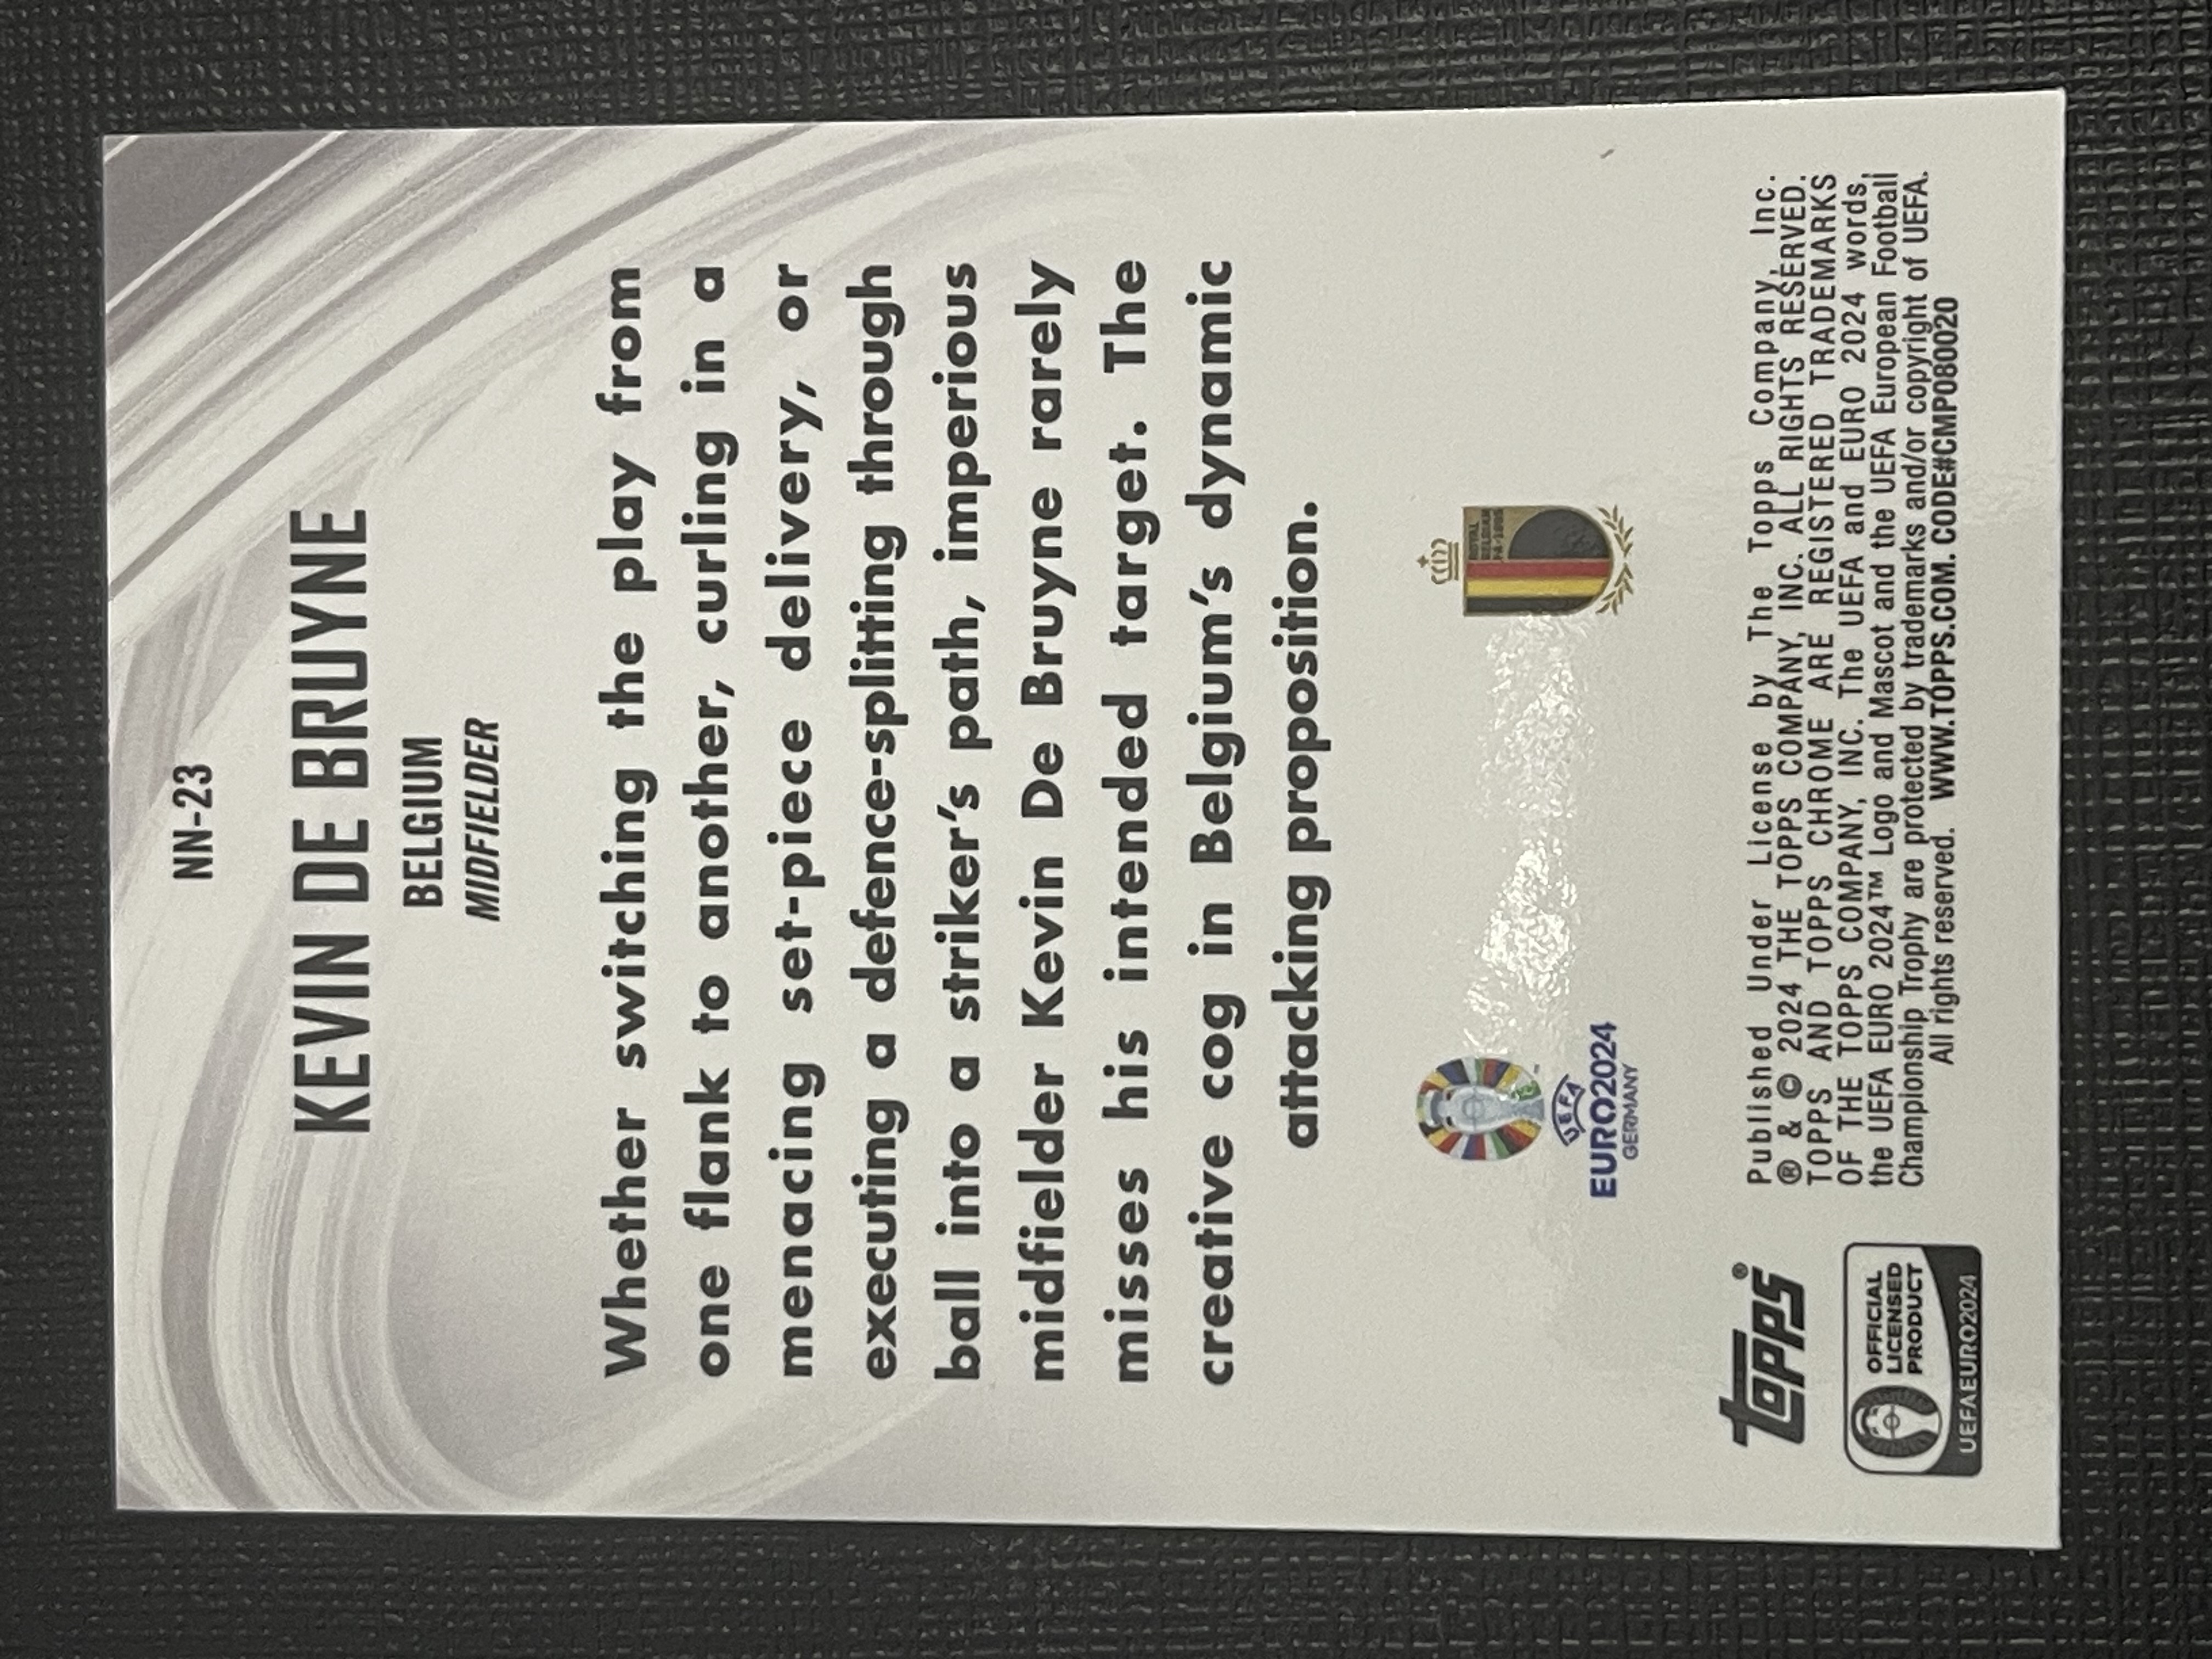 NN-23
KEVIN DE BRUYNE
BELGIUM
MIDFIELDER
Whether switching the play from
one flank to another, curling in a
menacing set-piece delivery, or
executing a defence-splitting through
ball into a striker's path, imperious
midfielder Kevin De Bruyne rarely
misses his intended target. The
creative cog in Belgium's dynamic
attacking proposition.
UEFA
EURO2024
GERMANY
™
ROYAL
BELGIAN
FA-1895
topps®
OFFICIAL
LICENSED
PRODUCT
UEFAEURO2024
Published Under License by The Topps Company, Inc.
® & © 2024 THE TOPPS COMPANY, INC. ALL RIGHTS RESERVED.
TOPPS AND TOPPS CHROME ARE REGISTERED TRADEMARKS
OF THE TOPPS COMPANY, INC. The UEFA and EURO 2024 words,
the UEFA EURO 2024™ Logo and Mascot and the UEFA European Football
Championship Trophy are protected by trademarks and/or copyright of UEFA.
All rights reserved. WWW.TOPPS.COM. CODE#CMP080020